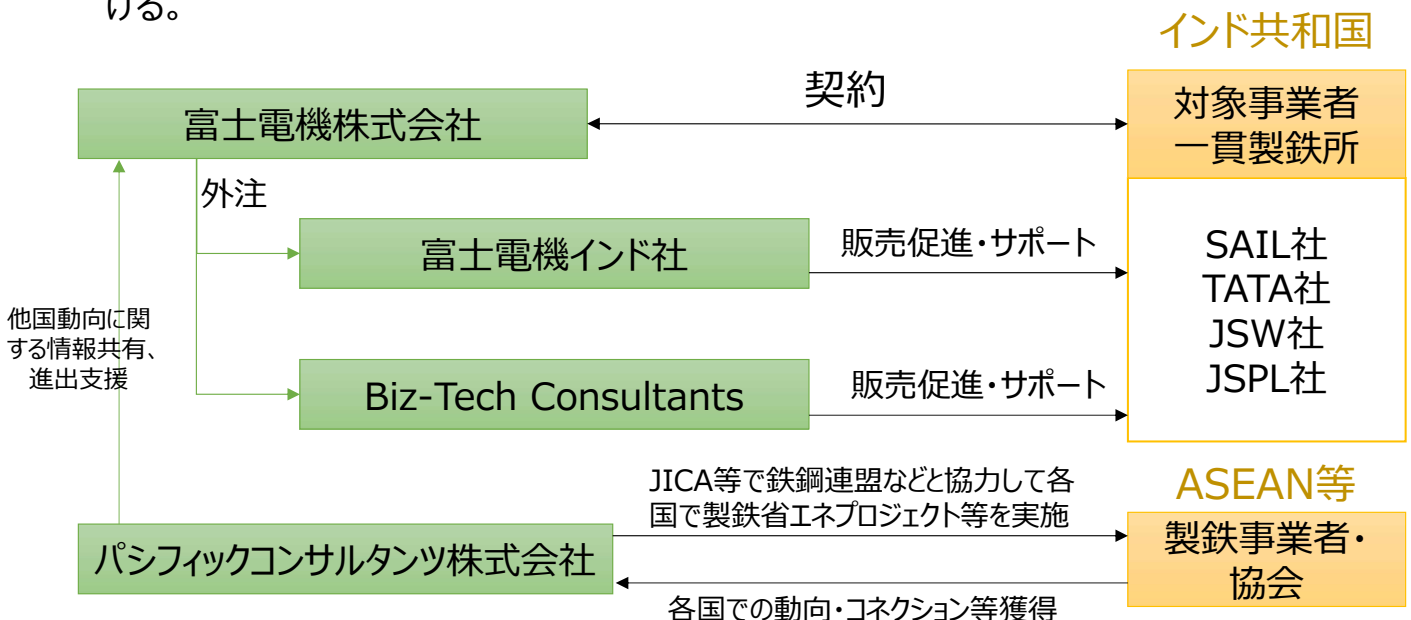 ける。
インド共和国
契約
富士電機株式会社
対象事業者
一貫製鉄所
外注
富士電機インド社
販売促進・サポート
SAIL社
TATA社
JSW社
JSPL社
他国動向に関
する情報共有、
進出支援
Biz-Tech Consultants
販売促進・サポート
JICA等で鉄鋼連盟などと協力して各
国で製鉄省エネプロジェクト等を実施
ASEAN等
パシフィックコンサルタンツ株式会社
製鉄事業者・
協会
各国での動向・コネクション等獲得